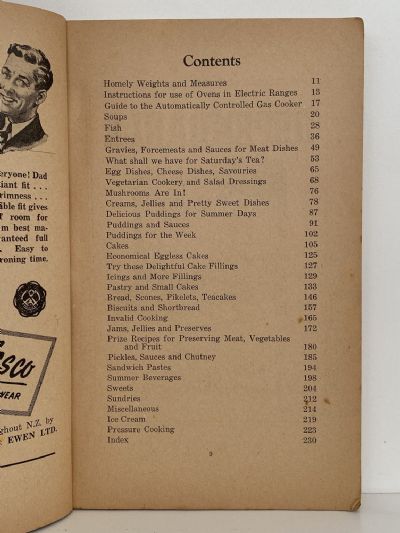 eryone! Dad
iant fit . . .
rimness . . .
ible fit gives
f room for
m best ma-
ranteed full
. Easy to
roning time.
sco
WEAR
ghout N.Z. by
EWEN LTD.
Contents
Homely Weights and Measures 11
Instructions for use of Ovens in Electric Ranges 13
Guide to the Automatically Controlled Gas Cooker 17
Soups 20
Fish 28
Entrees 36
Gravies, Forcemeats and Sauces for Meat Dishes 49
What shall we have for Saturday's Tea? 53
Egg Dishes, Cheese Dishes, Savouries 65
Vegetarian Cookery and Salad Dressings 68
Mushrooms Are In! 76
Creams, Jellies and Pretty Sweet Dishes 78
Delicious Puddings for Summer Days 87
Puddings and Sauces 91
Puddings for the Week 102
Cakes 105
Economical Eggless Cakes 125
Try these Delightful Cake Fillings 127
Icings and More Fillings 129
Pastry and Small Cakes 133
Bread, Scones, Pikelets, Teacakes 146
Biscuits and Shortbread 157
Invalid Cooking 165
Jams, Jellies and Preserves 172
Prize Recipes for Preserving Meat, Vegetables
and Fruit 180
Pickles, Sauces and Chutney 185
Sandwich Pastes 194
Summer Beverages 198
Sweets 204
Sundries 212
Miscellaneous 214
Ice Cream 219
Pressure Cooking 223
Index 230
9